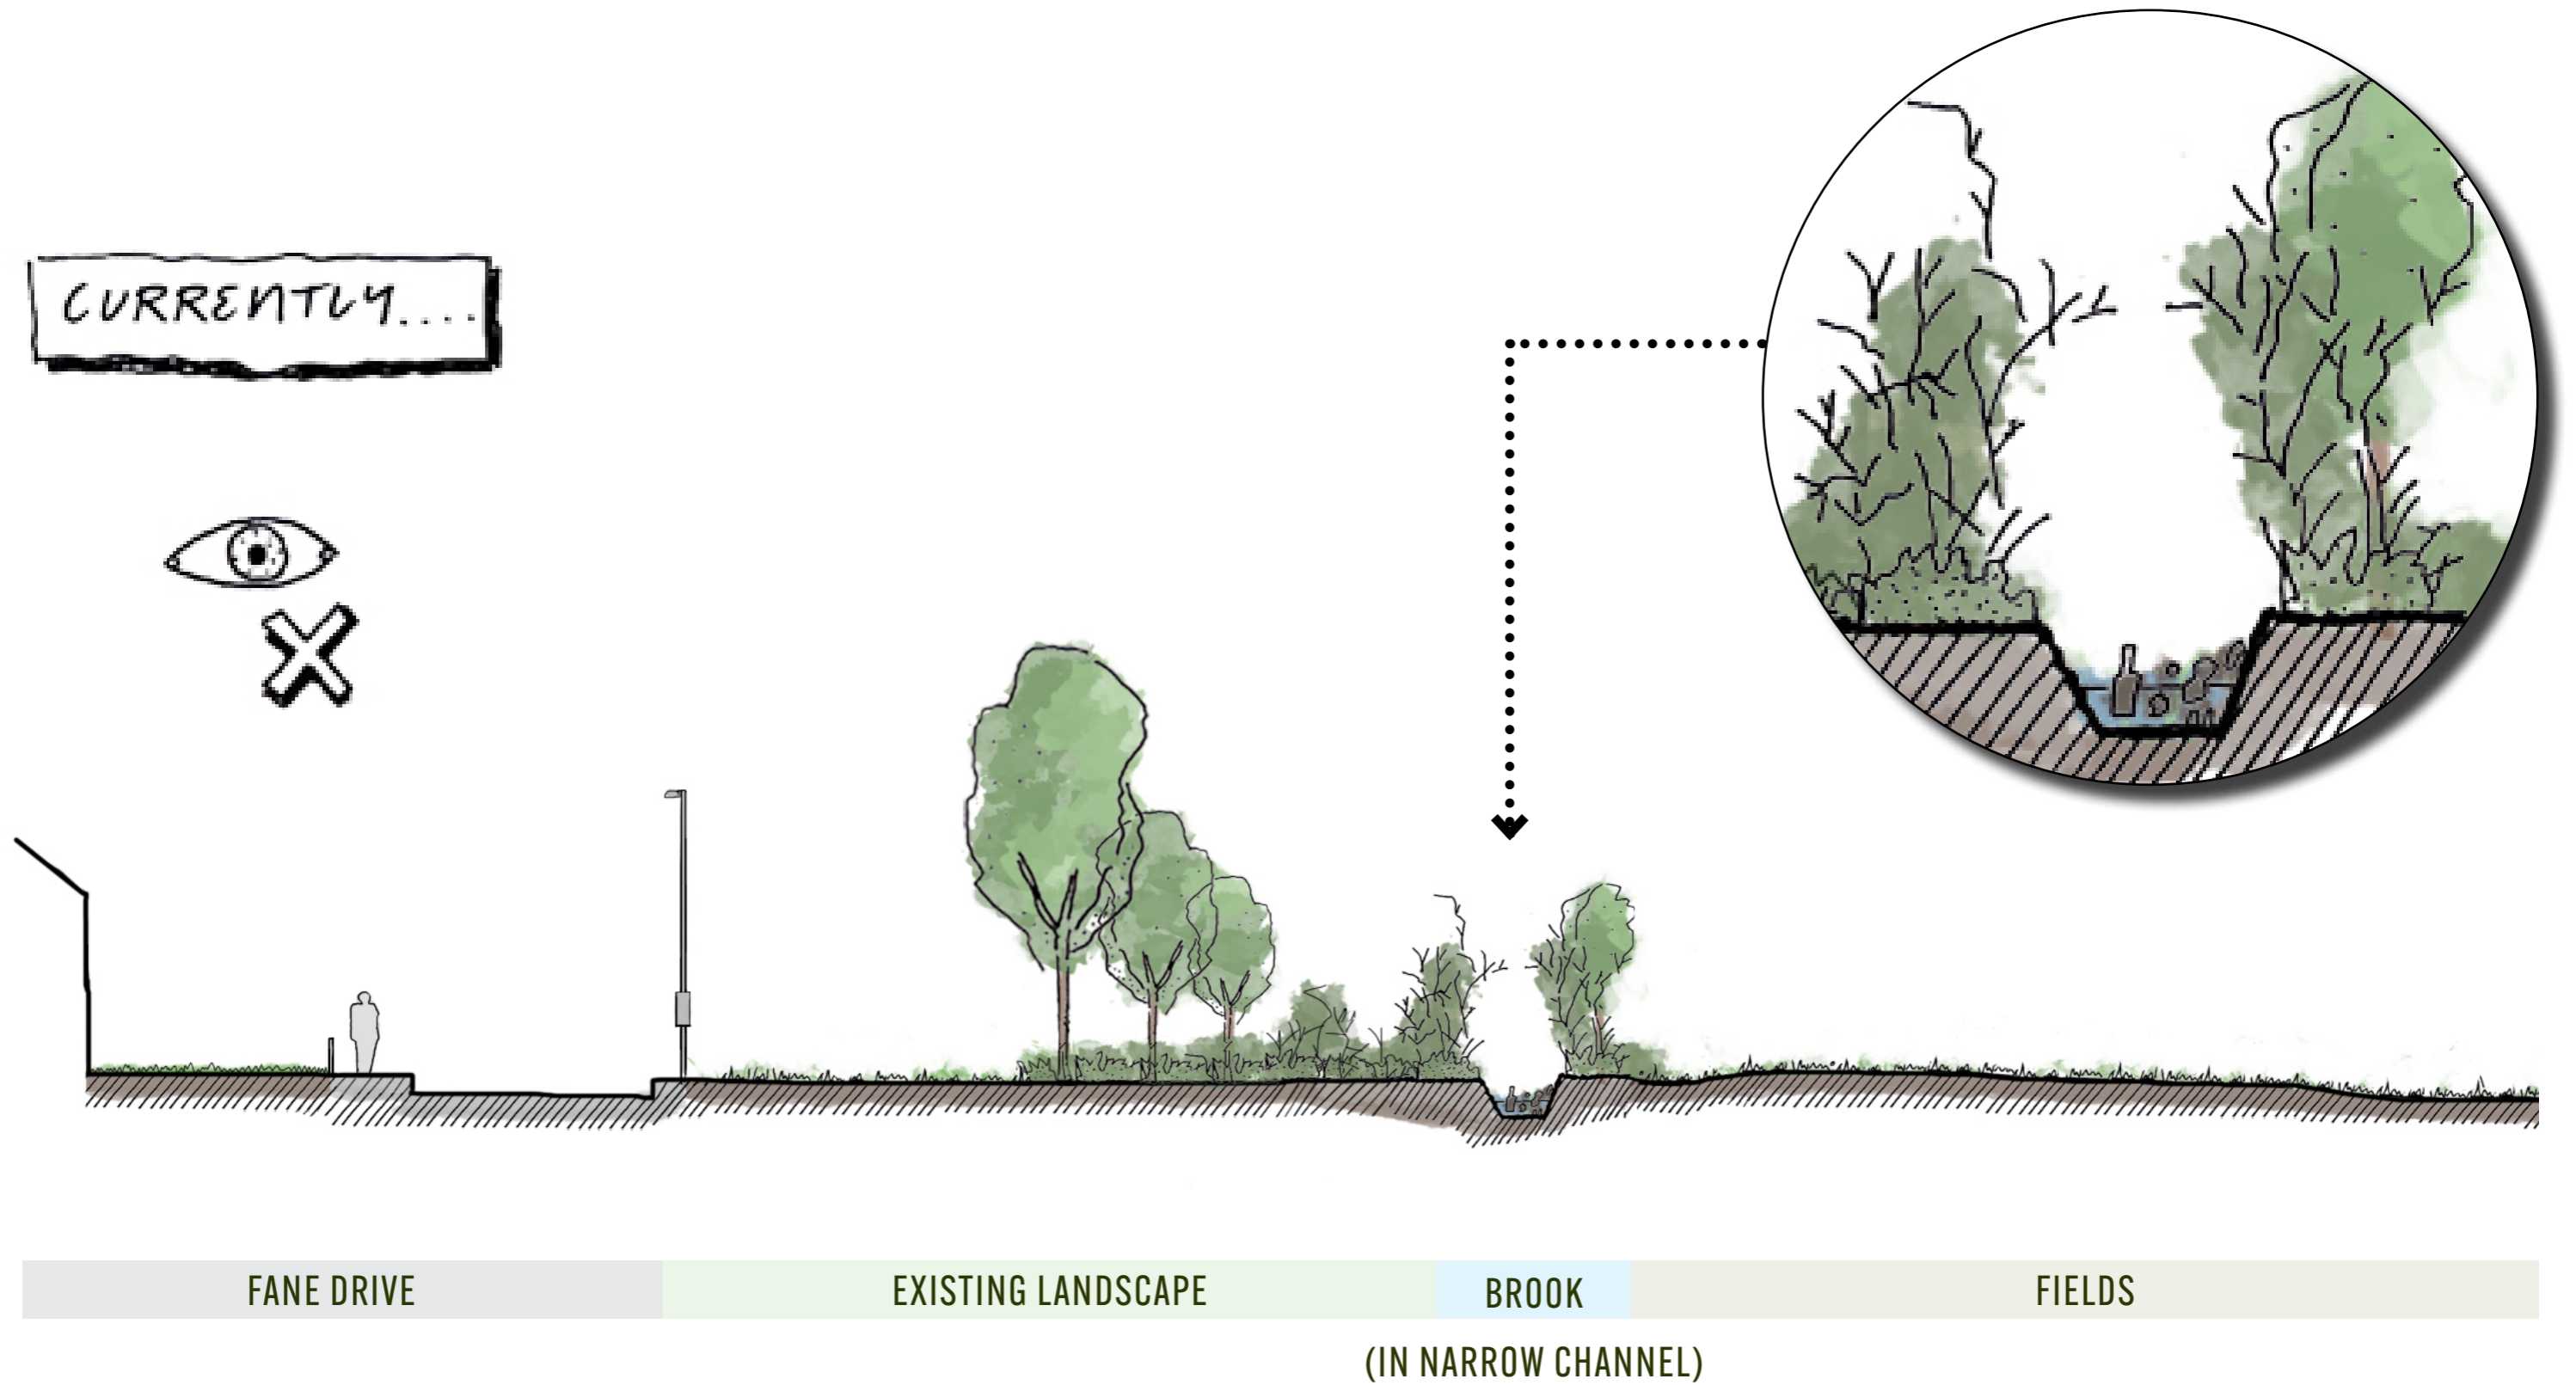 CURRENTLY....
FANE DRIVE
EXISTING LANDSCAPE
BROOK
FIELDS
(IN NARROW CHANNEL)